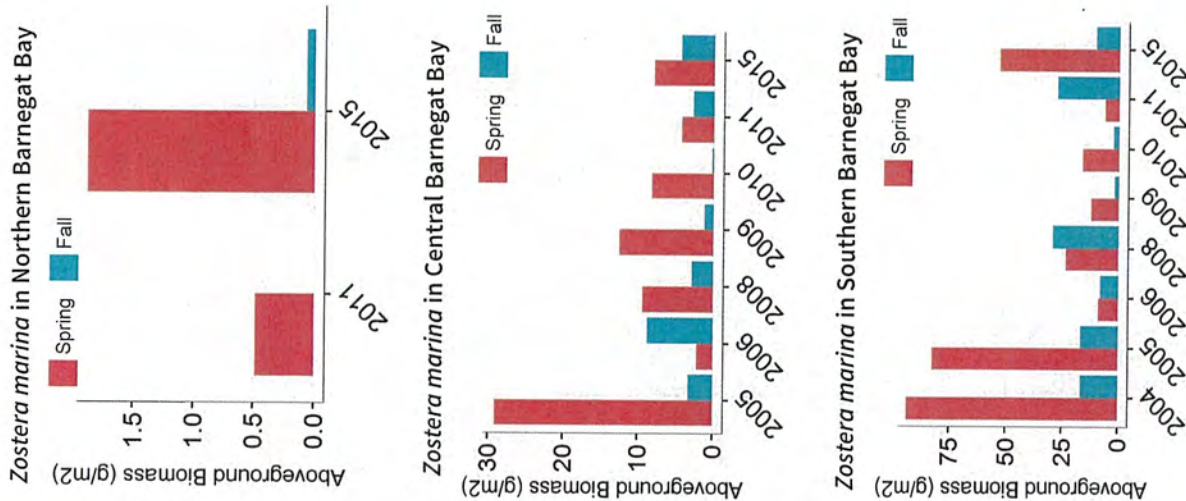 Zostera marina in Northern Barnegat Bay
Spring Fall
Aboveground Biomass (g/m2)
1.5
1.0
0.5
0.0
2011 2015
Zostera marina in Central Barnegat Bay
Spring Fall
Aboveground Biomass (g/m2)
30
20
10
0
2005 2006 2008 2009 2010 2011 2015
Zostera marina in Southern Barnegat Bay
Spring Fall
Aboveground Biomass (g/m2)
75
50
25
0
2004 2005 2006 2008 2009 2010 2011 2015